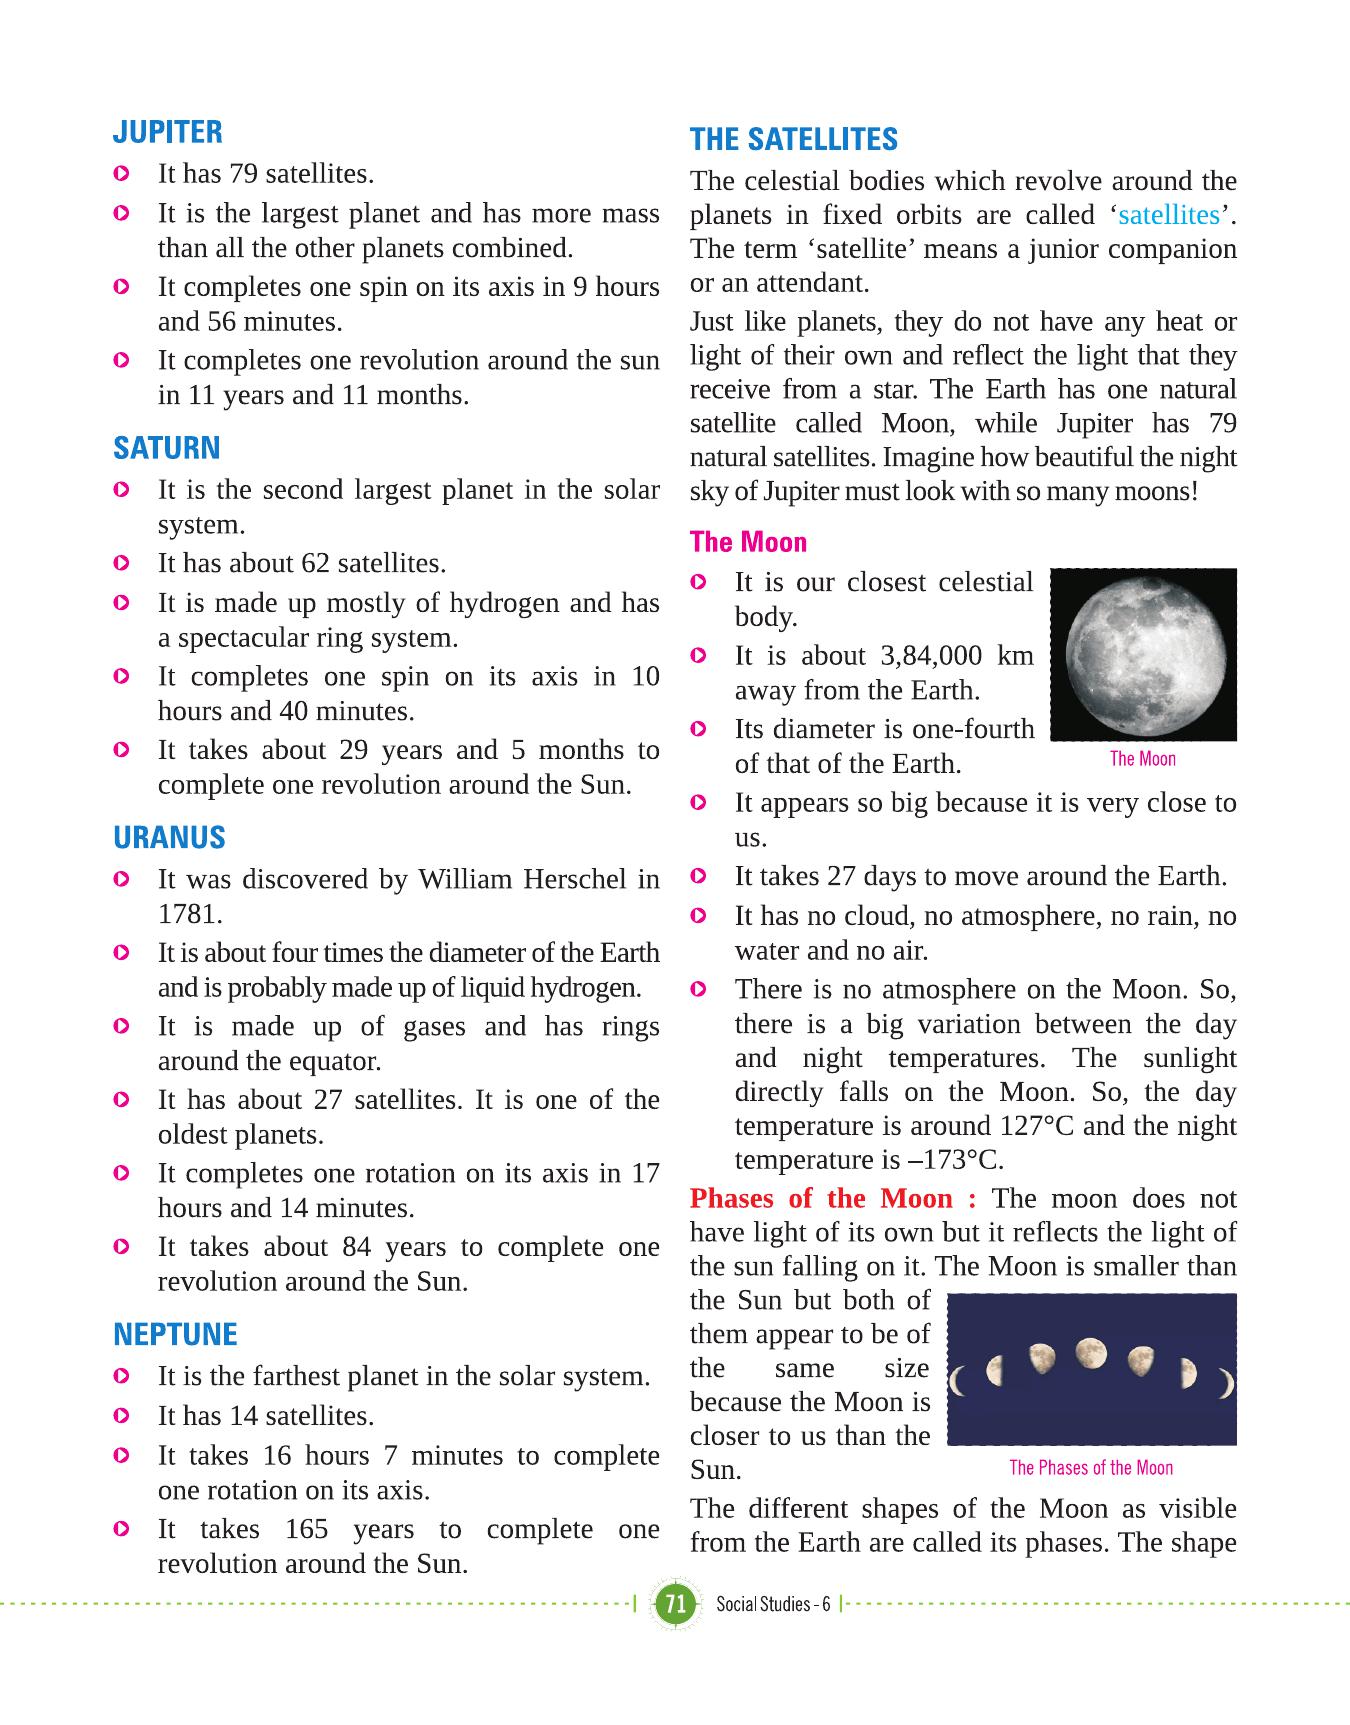 JUPITER
It has 79 satellites.
It is the largest planet and has more mass
than all the other planets combined.
It completes one spin on its axis in 9 hours
and 56 minutes.
It completes one revolution around the sun
in 11 years and 11 months.
SATURN
It is the second largest planet in the solar
system.
It has about 62 satellites.
It is made up mostly of hydrogen and has
a spectacular ring system.
It completes one spin on its axis in 10
hours and 40 minutes.
It takes about 29 years and 5 months to
complete one revolution around the Sun.
URANUS
It was discovered by William Herschel in
1781.
It is about four times the diameter of the Earth
and is probably made up of liquid hydrogen.
It is made up of gases and has rings
around the equator.
It has about 27 satellites. It is one of the
oldest planets.
It completes one rotation on its axis in 17
hours and 14 minutes.
It takes about 84 years to complete one
revolution around the Sun.
NEPTUNE
It is the farthest planet in the solar system.
It has 14 satellites.
It takes 16 hours 7 minutes to complete
one rotation on its axis.
It takes 165 years to complete one
revolution around the Sun.
THE SATELLITES
The celestial bodies which revolve around the
planets in fixed orbits are called ‘satellites’.
The term ‘satellite’ means a junior companion
or an attendant.
Just like planets, they do not have any heat or
light of their own and reflect the light that they
receive from a star. The Earth has one natural
satellite called Moon, while Jupiter has 79
natural satellites. Imagine how beautiful the night
sky of Jupiter must look with so many moons!
The Moon
It is our closest celestial
body.
It is about 3,84,000 km
away from the Earth.
Its diameter is one-fourth
of that of the Earth.
The Moon
It appears so big because it is very close to
us.
It takes 27 days to move around the Earth.
It has no cloud, no atmosphere, no rain, no
water and no air.
There is no atmosphere on the Moon. So,
there is a big variation between the day
and night temperatures. The sunlight
directly falls on the Moon. So, the day
temperature is around 127°C and the night
temperature is –173°C.
Phases of the Moon : The moon does not
have light of its own but it reflects the light of
the sun falling on it. The Moon is smaller than
the Sun but both of
them appear to be of
the same size
because the Moon is
closer to us than the
Sun.
The Phases of the Moon
The different shapes of the Moon as visible
from the Earth are called its phases. The shape
71 Social Studies - 6